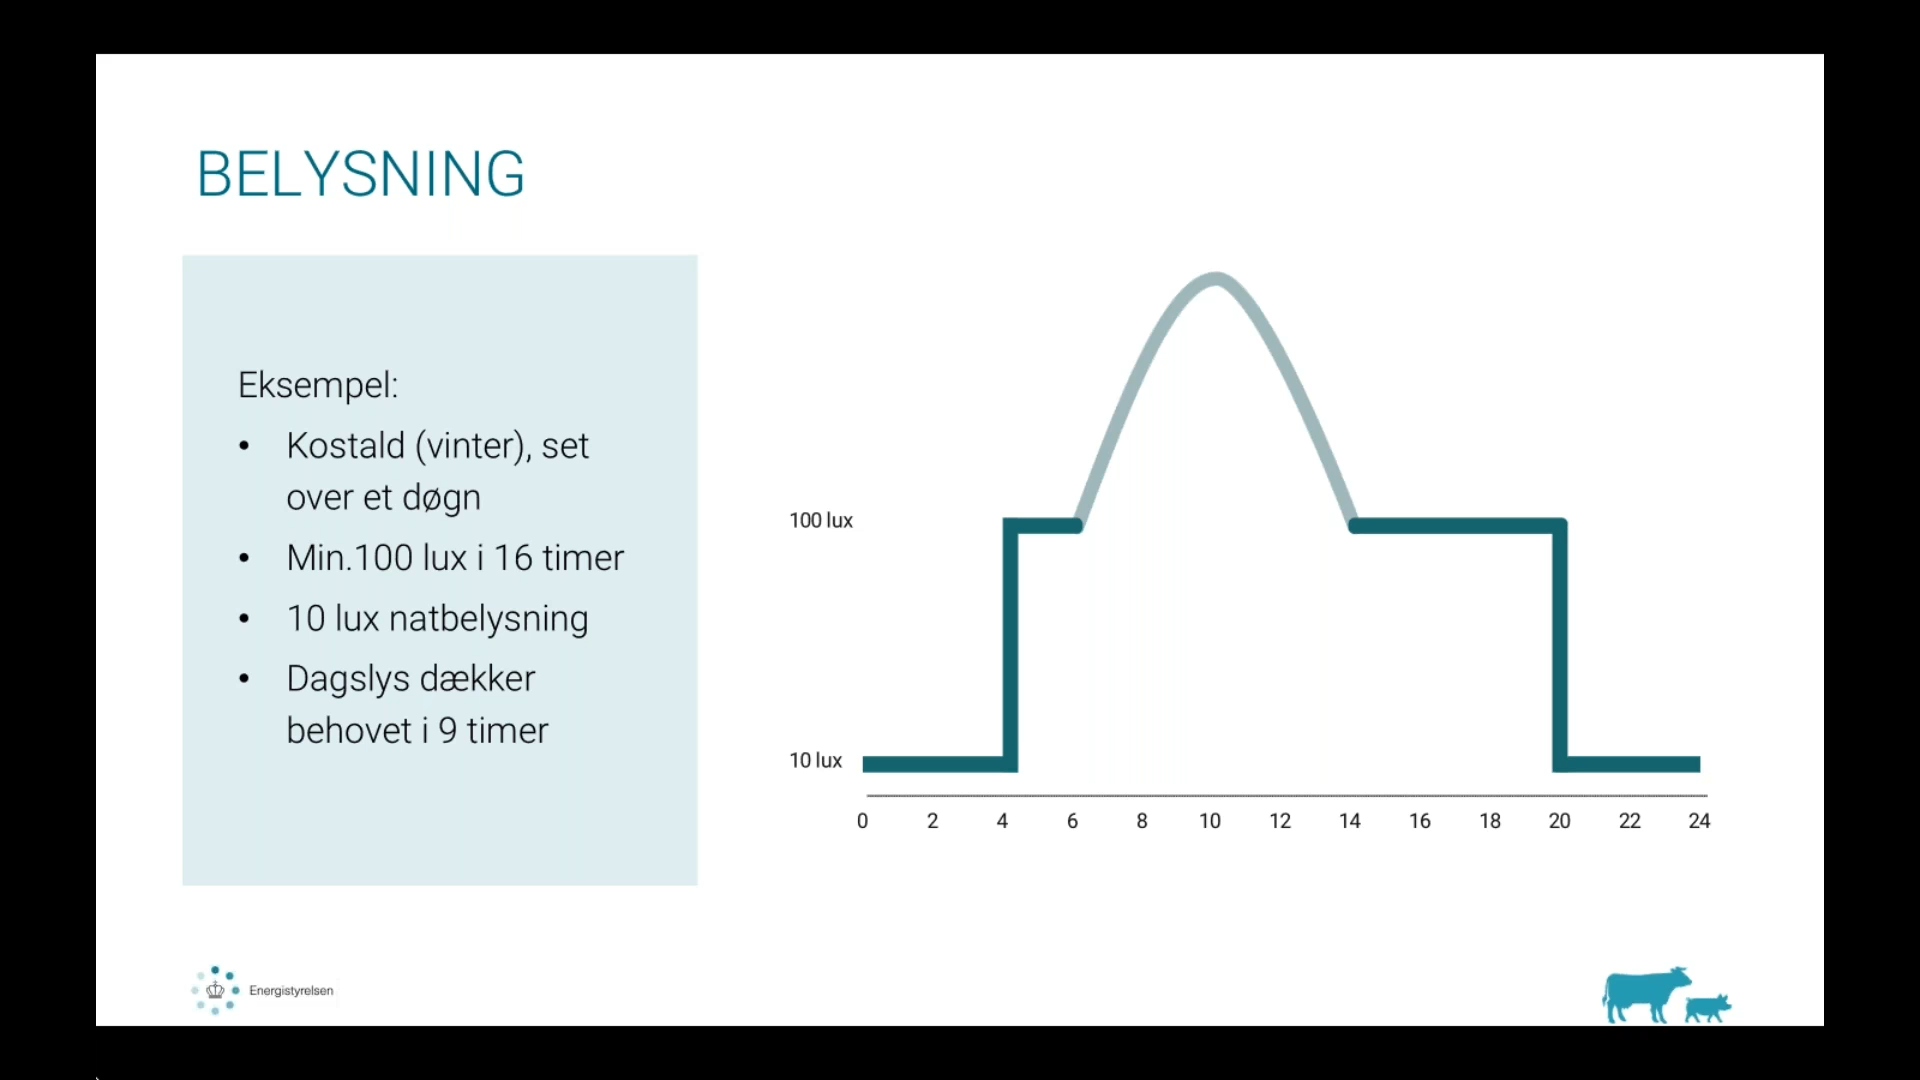 BELYSNING
Eksempel:
• Kostald (vinter), set
over et døgn
• Min.100 lux i 16 timer
• 10 lux natbelysning
• Dagslys dækker
behovet i 9 timer
100 lux
10 lux
0 2 4 6 8 10 12 14 16 18 20 22 24
Energistyrelsen